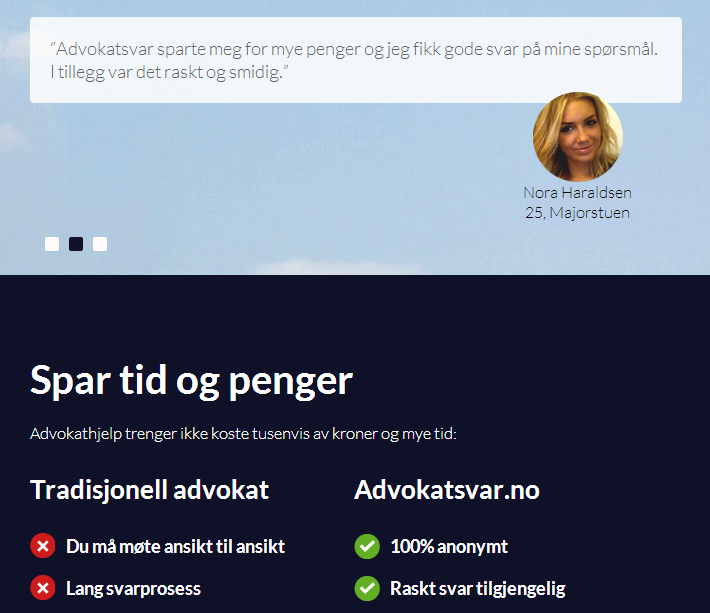 “Advokatsvar sparte meg for mye penger og jeg fikk gode svar på mine spørsmål.
I tillegg var det raskt og smidig.”
Nora Haraldsen
25, Majorstuen
Spar tid og penger
Advokathjelp trenger ikke koste tusenvis av kroner og mye tid:
Tradisjonell advokat
Du må møte ansikt til ansikt
Lang svarprosess
Advokatsvar.no
100% anonymt
Raskt svar tilgjengelig